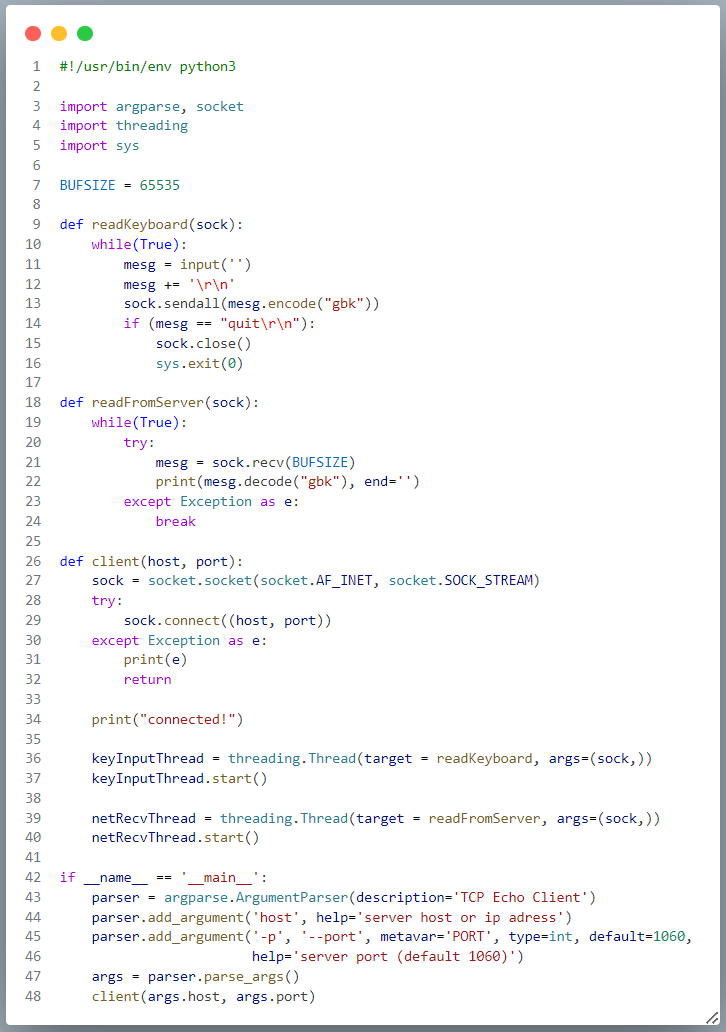 1 #!/usr/bin/env python3
2
3 import argparse, socket
4 import threading
5 import sys
6
7 BUFSIZE = 65535
8
9 def readKeyboard(sock):
10     while(True):
11         mesg = input('')
12         mesg += '\r\n'
13         sock.sendall(mesg.encode("gbk"))
14         if (mesg == "quit\r\n"):
15             sock.close()
16             sys.exit(0)
17
18 def readFromServer(sock):
19     while(True):
20         try:
21             mesg = sock.recv(BUFSIZE)
22             print(mesg.decode("gbk"), end='')
23         except Exception as e:
24             break
25
26 def client(host, port):
27     sock = socket.socket(socket.AF_INET, socket.SOCK_STREAM)
28     try:
29         sock.connect((host, port))
30     except Exception as e:
31         print(e)
32         return
33
34     print("connected!")
35
36     keyInputThread = threading.Thread(target = readKeyboard, args=(sock,))
37     keyInputThread.start()
38
39     netRecvThread = threading.Thread(target = readFromServer, args=(sock,))
40     netRecvThread.start()
41
42 if __name__ == '__main__':
43     parser = argparse.ArgumentParser(description='TCP Echo Client')
44     parser.add_argument('host', help='server host or ip adress')
45     parser.add_argument('-p', '--port', metavar='PORT', type=int, default=1060,
46                         help='server port (default 1060)')
47     args = parser.parse_args()
48     client(args.host, args.port)